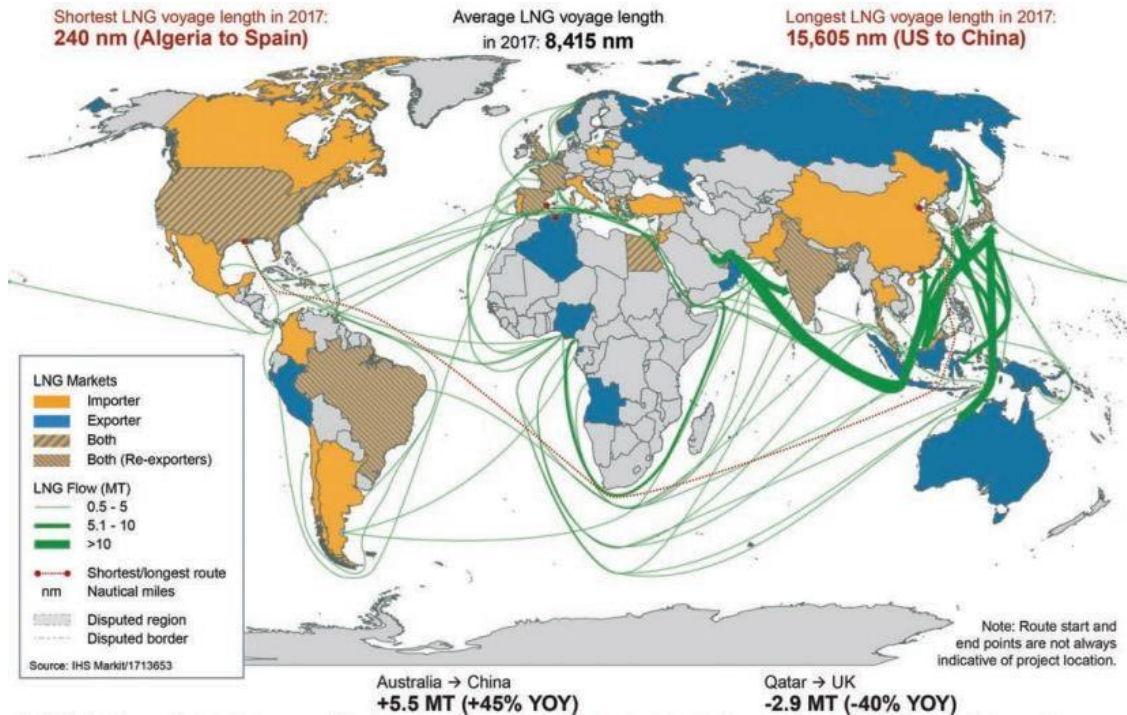 Shortest LNG voyage length in 2017:
240 nm (Algeria to Spain)
Average LNG voyage length
in 2017: 8,415 nm
Longest LNG voyage length in 2017:
15,605 nm (US to China)
LNG Markets
Importer
Exporter
Both
Both (Re-exporters)
LNG Flow (MT)
0.5 - 5
5.1 - 10
>10
Shortest/longest route
nm Nautical miles
Disputed region
Disputed border
Source: IHS Markit/1713653
Note: Route start and
end points are not always
indicative of project location.
Australia → China
+5.5 MT (+45% YOY)
Qatar → UK
-2.9 MT (-40% YOY)